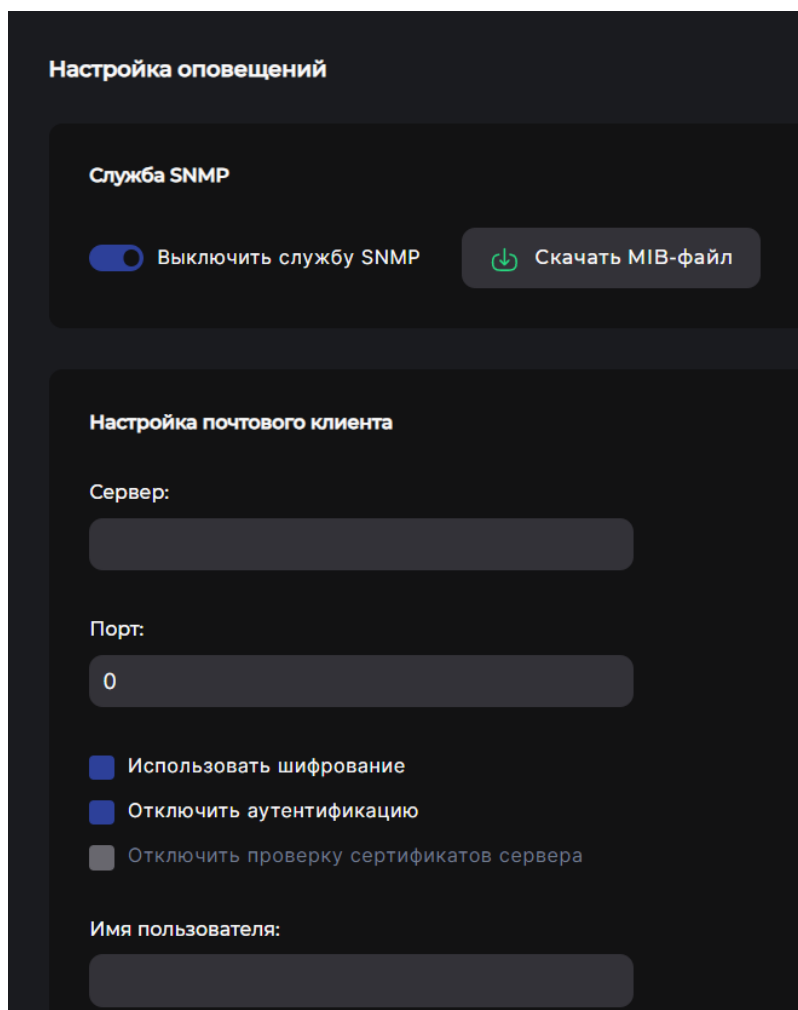 Настройка оповещений
Служба SNMP
Выключить службу SNMP
Скачать MIB-файл
Настройка почтового клиента
Сервер:
Порт:
0
Использовать шифрование
Отключить аутентификацию
Отключить проверку сертификатов сервера
Имя пользователя: